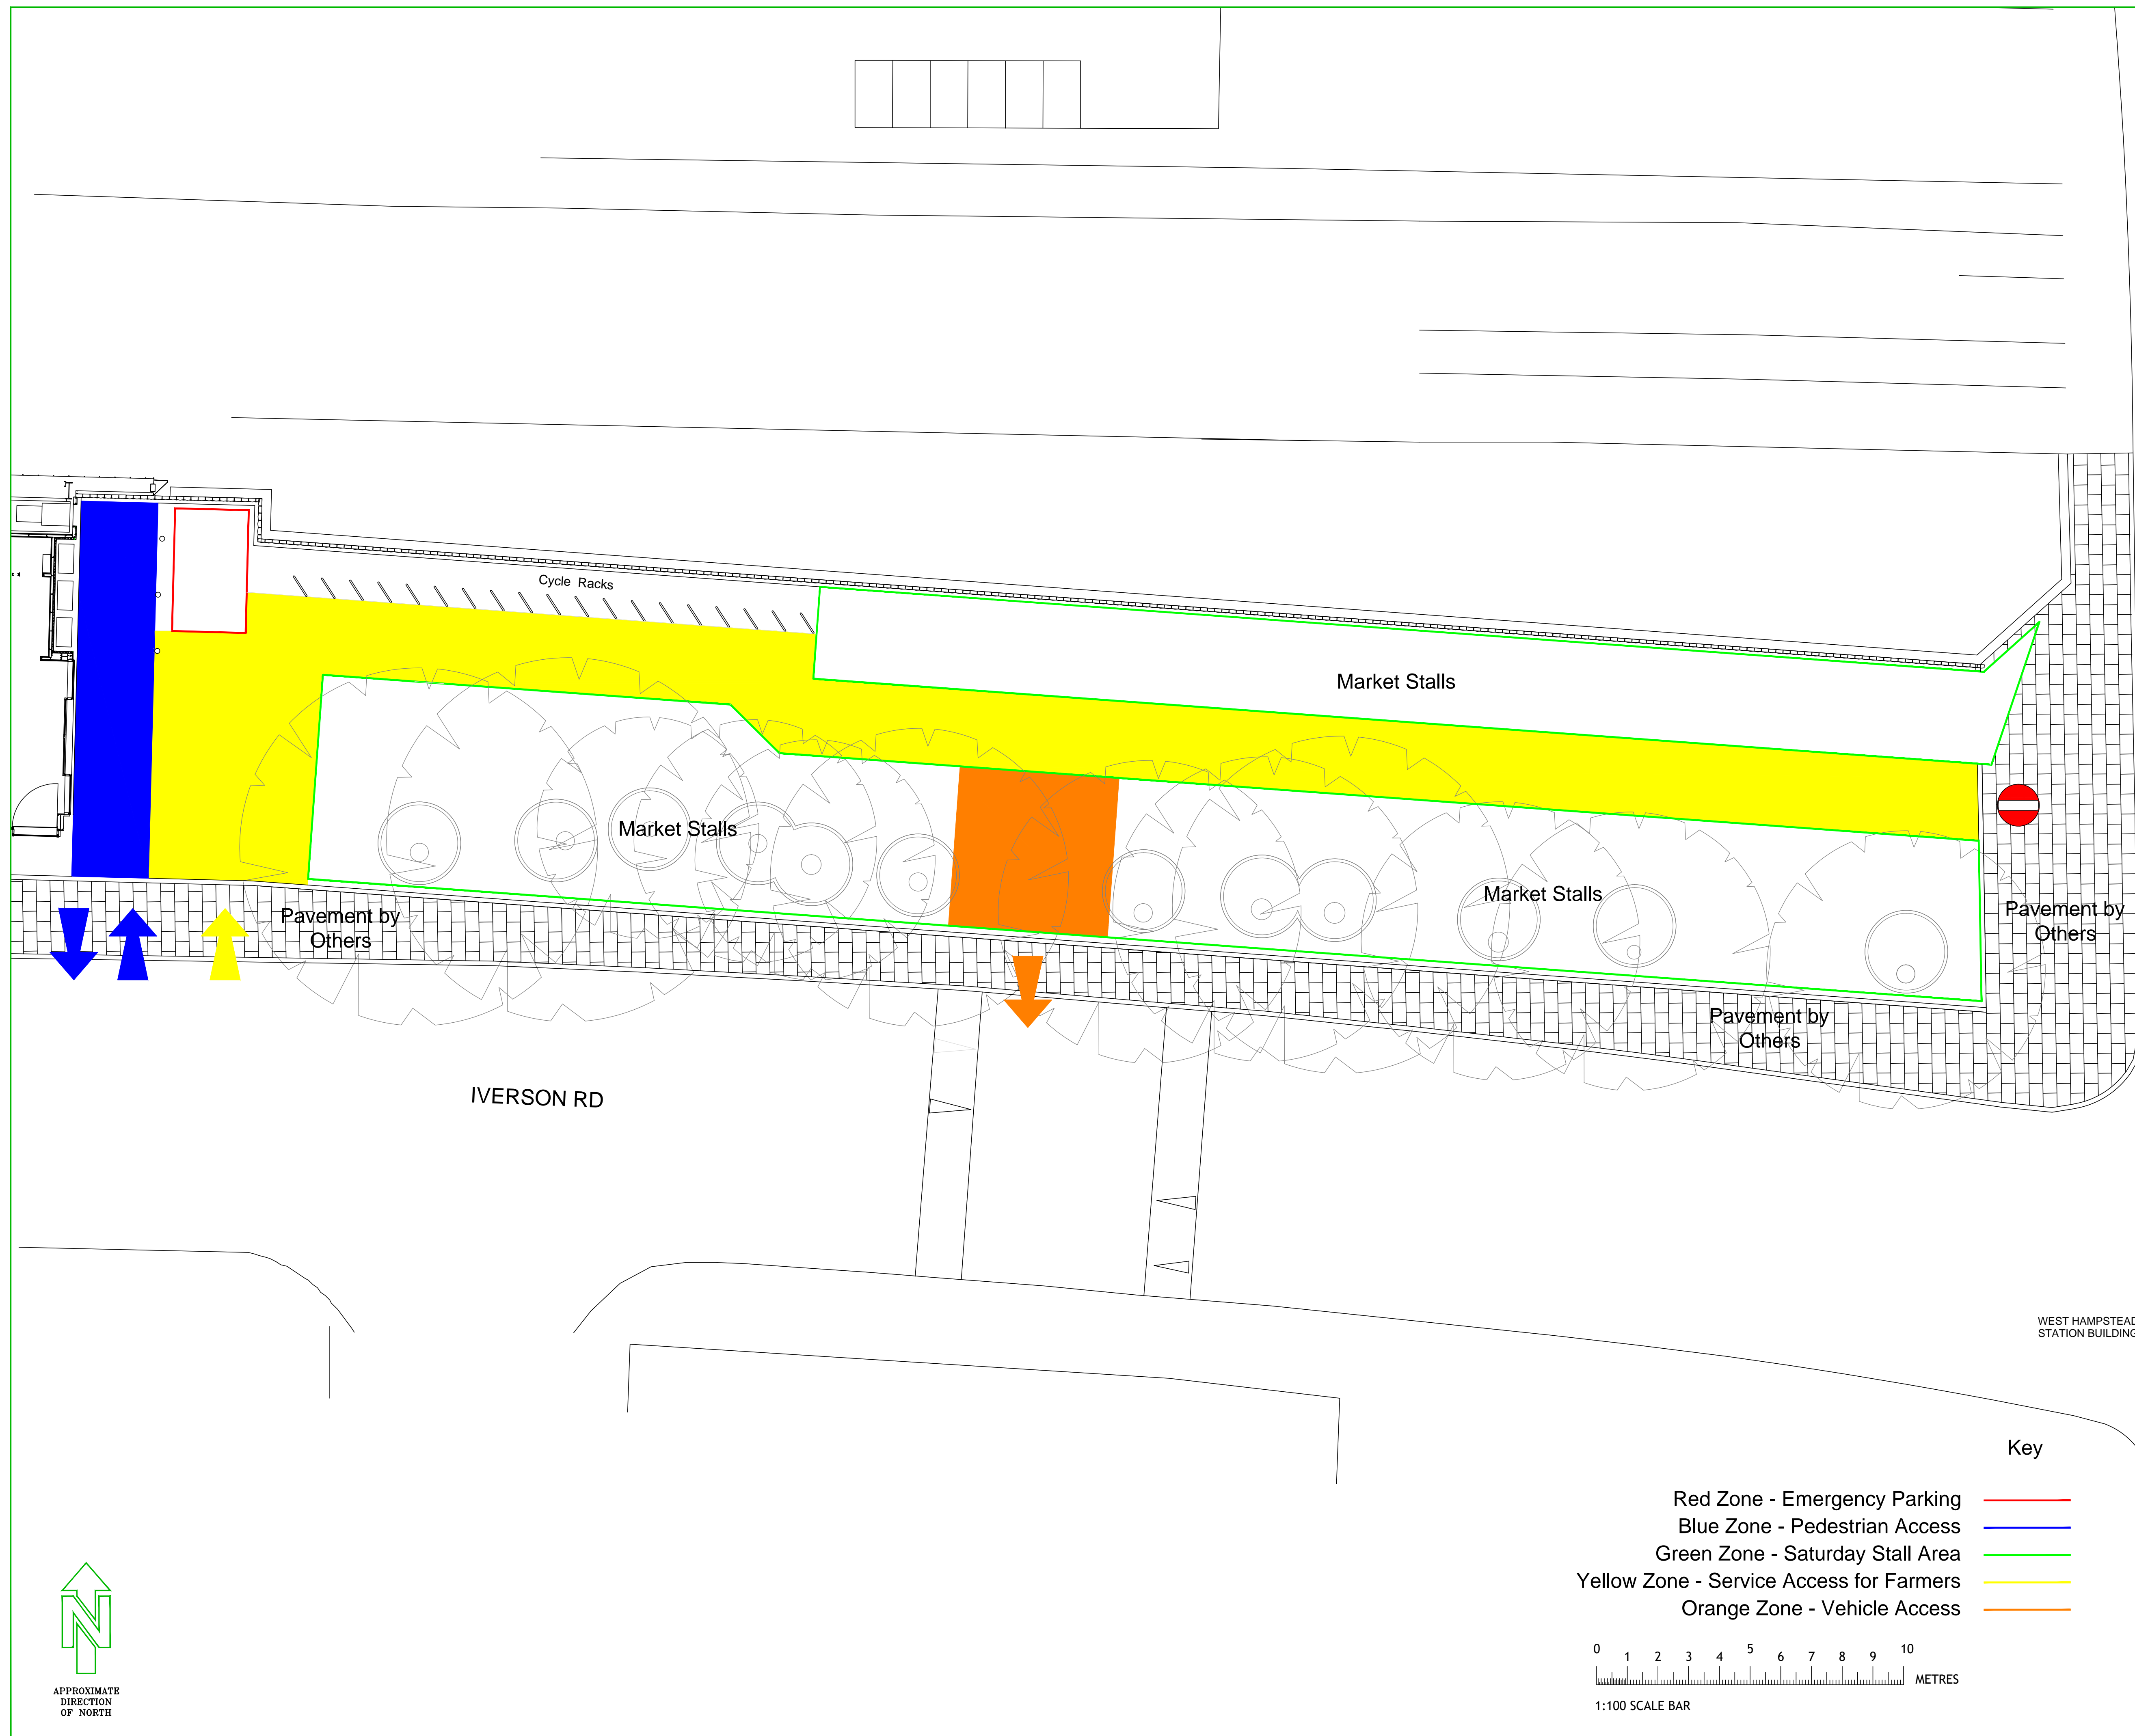 Cycle Racks
Market Stalls
Market Stalls
Market Stalls
Pavement by
Others
Pavement by
Others
Pavement by
Others
IVERSON RD
WEST HAMPSTEAD
STATION BUILDING
Key
Red Zone - Emergency Parking
Blue Zone - Pedestrian Access
Green Zone - Saturday Stall Area
Yellow Zone - Service Access for Farmers
Orange Zone - Vehicle Access
0 1 2 3 4 5 6 7 8 9 10
METRES
1:100 SCALE BAR
N
APPROXIMATE
DIRECTION
OF NORTH